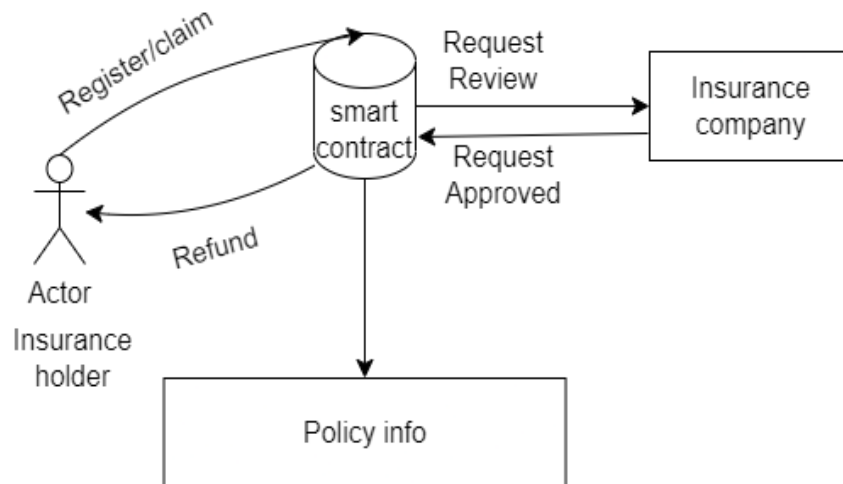 Register/claim
smart
contract
Request
Review
Insurance
company
Request
Approved
Refund
Actor
Insurance
holder
Policy info